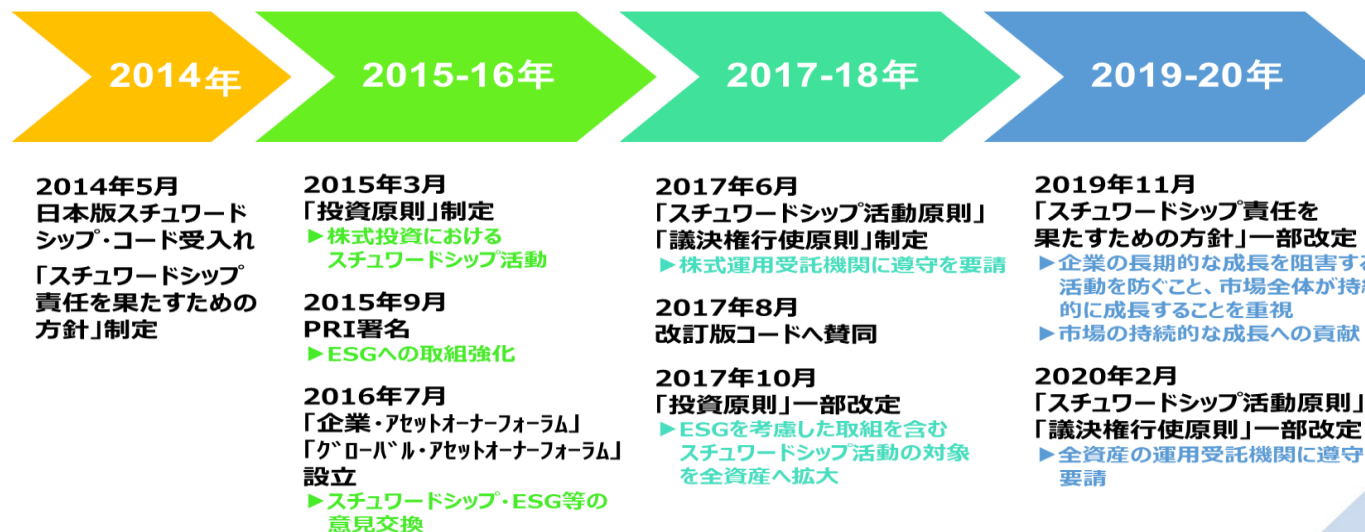 2014年
2015-16年
2017-18年
2019-20年
2014年5月
日本版スチュワード
シップ・コード受入れ
「スチュワードシップ
責任を果たすための
方針」制定
2015年3月
「投資原則」制定
▶株式投資における
スチュワードシップ活動
2015年9月
PRI署名
▶ESGへの取組強化
2016年7月
「企業・アセットオーナーフォーラム」
「グローバル・アセットオーナーフォーラム」
設立
▶スチュワードシップ・ESG等の
意見交換
2017年6月
「スチュワードシップ活動原則」
「議決権行使原則」制定
▶株式運用受託機関に遵守を要請
2017年8月
改訂版コードへ賛同
2017年10月
「投資原則」一部改定
▶ESGを考慮した取組を含む
スチュワードシップ活動の対象
を全資産へ拡大
2019年11月
「スチュワードシップ責任を
果たすための方針」一部改定
▶企業の長期的な成長を阻害する
活動を防ぐこと、市場全体が持続
的に成長することを重視
▶市場の持続的な成長への貢献
2020年2月
「スチュワードシップ活動原則」
「議決権行使原則」一部改定
▶全資産の運用受託機関に遵守
要請